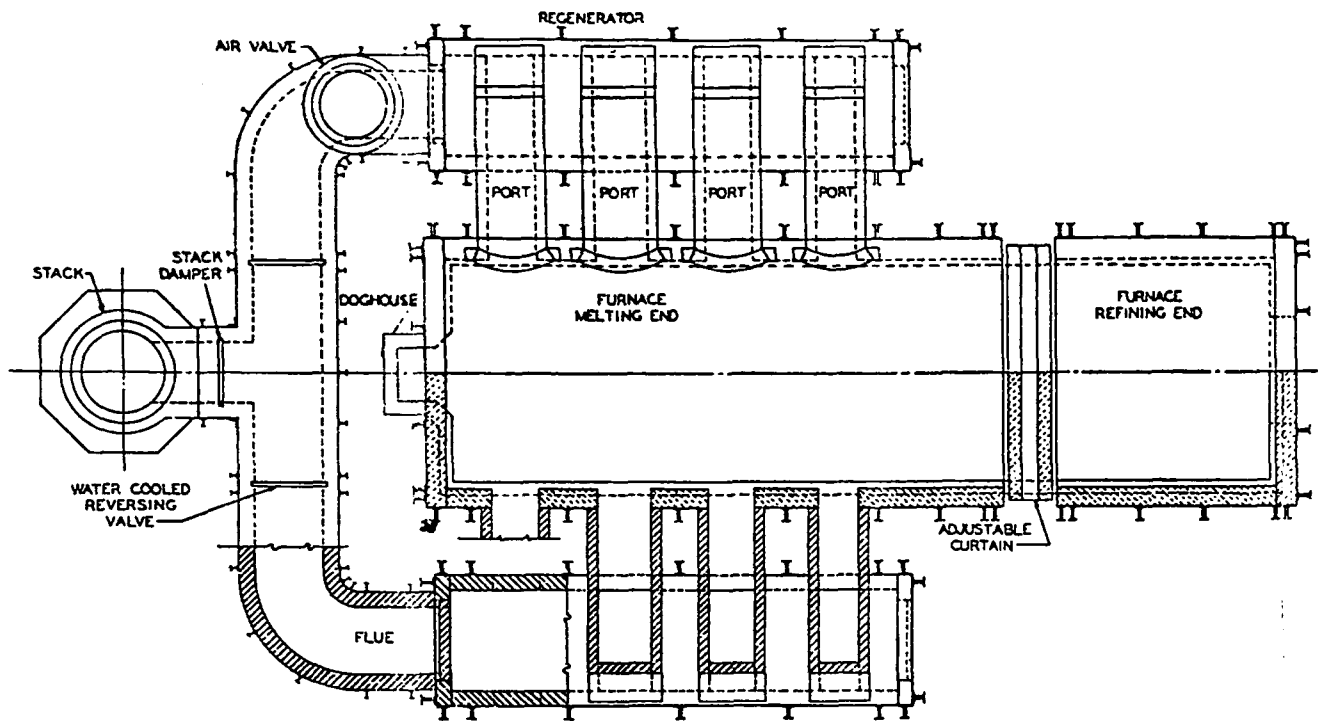 REGENERATOR
AIR VALVE
PORT
PORT
PORT
PORT
STACK
DAMPER
STACK
DOGHOUSE
FURNACE
MELTING END
FURNACE
REFINING END
WATER COOLED
REVERSING
VALVE
ADJUSTABLE
CURTAIN
FLUE